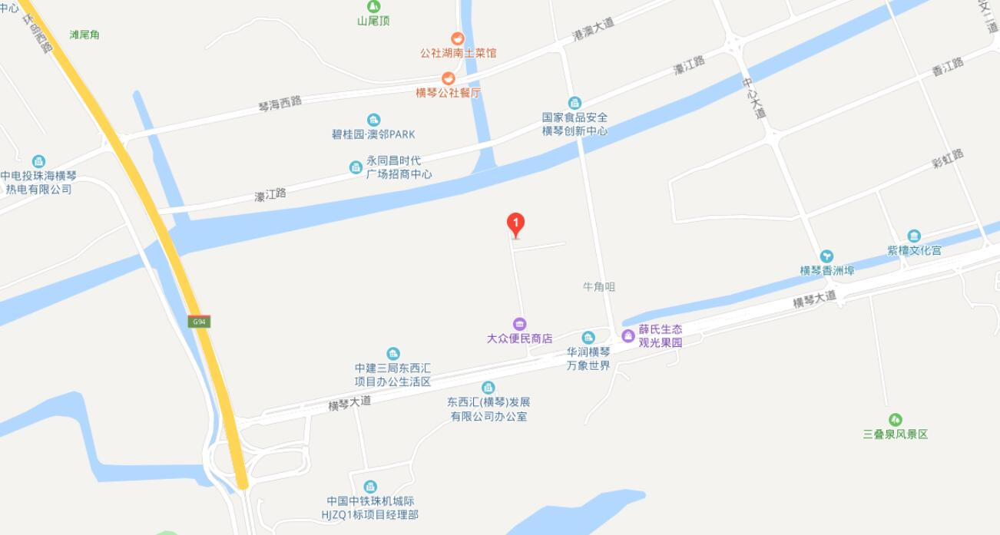 中心
环岛西路
滩尾角
山尾顶
公社湖南土菜馆
横琴公社餐厅
港澳大道
濠江路
中心大道
香江路
文二道
琴海西路
碧桂园·澳邻PARK
国家食品安全
横琴创新中心
永同昌时代
广场招商中心
中电投珠海横琴
热电有限公司
濠江路
彩虹路
1
紫檀文化宫
横琴香洲埠
牛角咀
横琴大道
G94
大众便民商店
薛氏生态
观光果园
华润横琴
万象世界
中建三局东西汇
项目办公生活区
横琴大道
东西汇(横琴)发展
有限公司办公室
三叠泉风景区
中国中铁珠机城际
HJZQ1标项目经理部